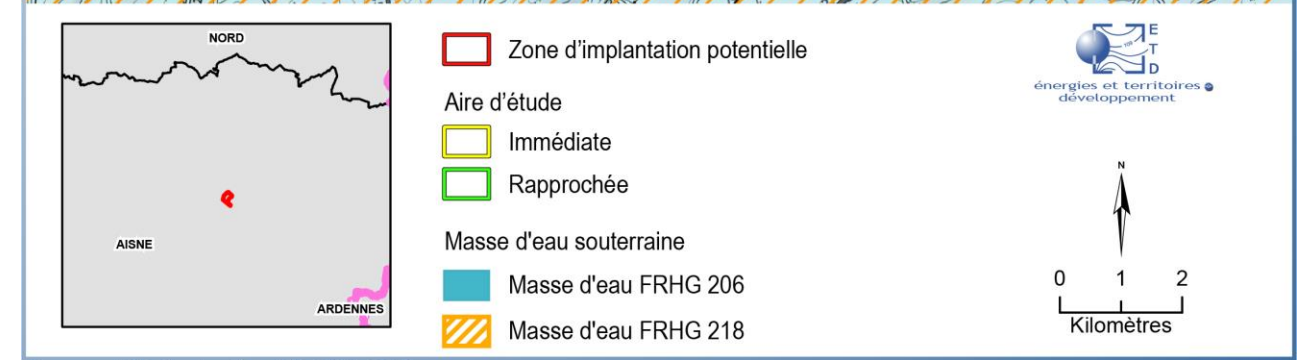 NORD
AISNE
ARDENNES
Zone d’implantation potentielle
Aire d’étude
Immédiate
Rapprochée
Masse d'eau souterraine
Masse d'eau FRHG 206
Masse d'eau FRHG 218
E
T
D
énergies et territoires
développement
N
0 1 2
Kilomètres